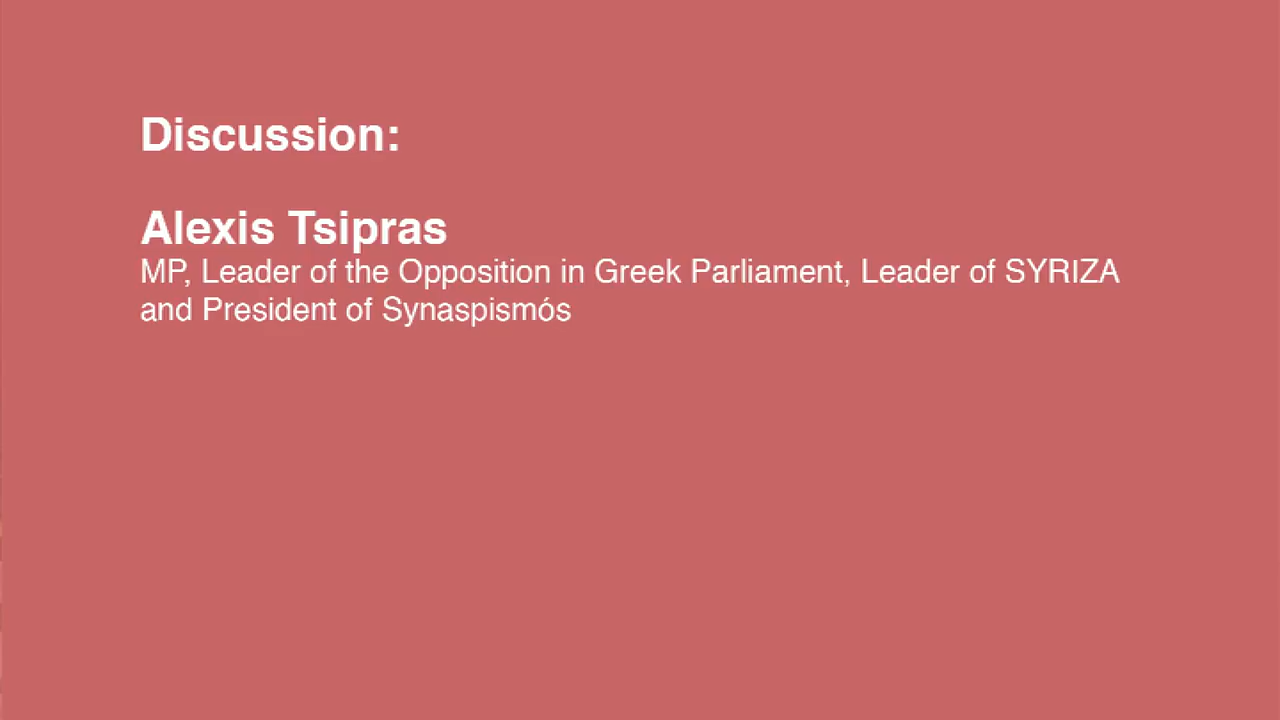 Discussion:
Alexis Tsipras
MP, Leader of the Opposition in Greek Parliament, Leader of SYRIZA
and President of Synaspismós